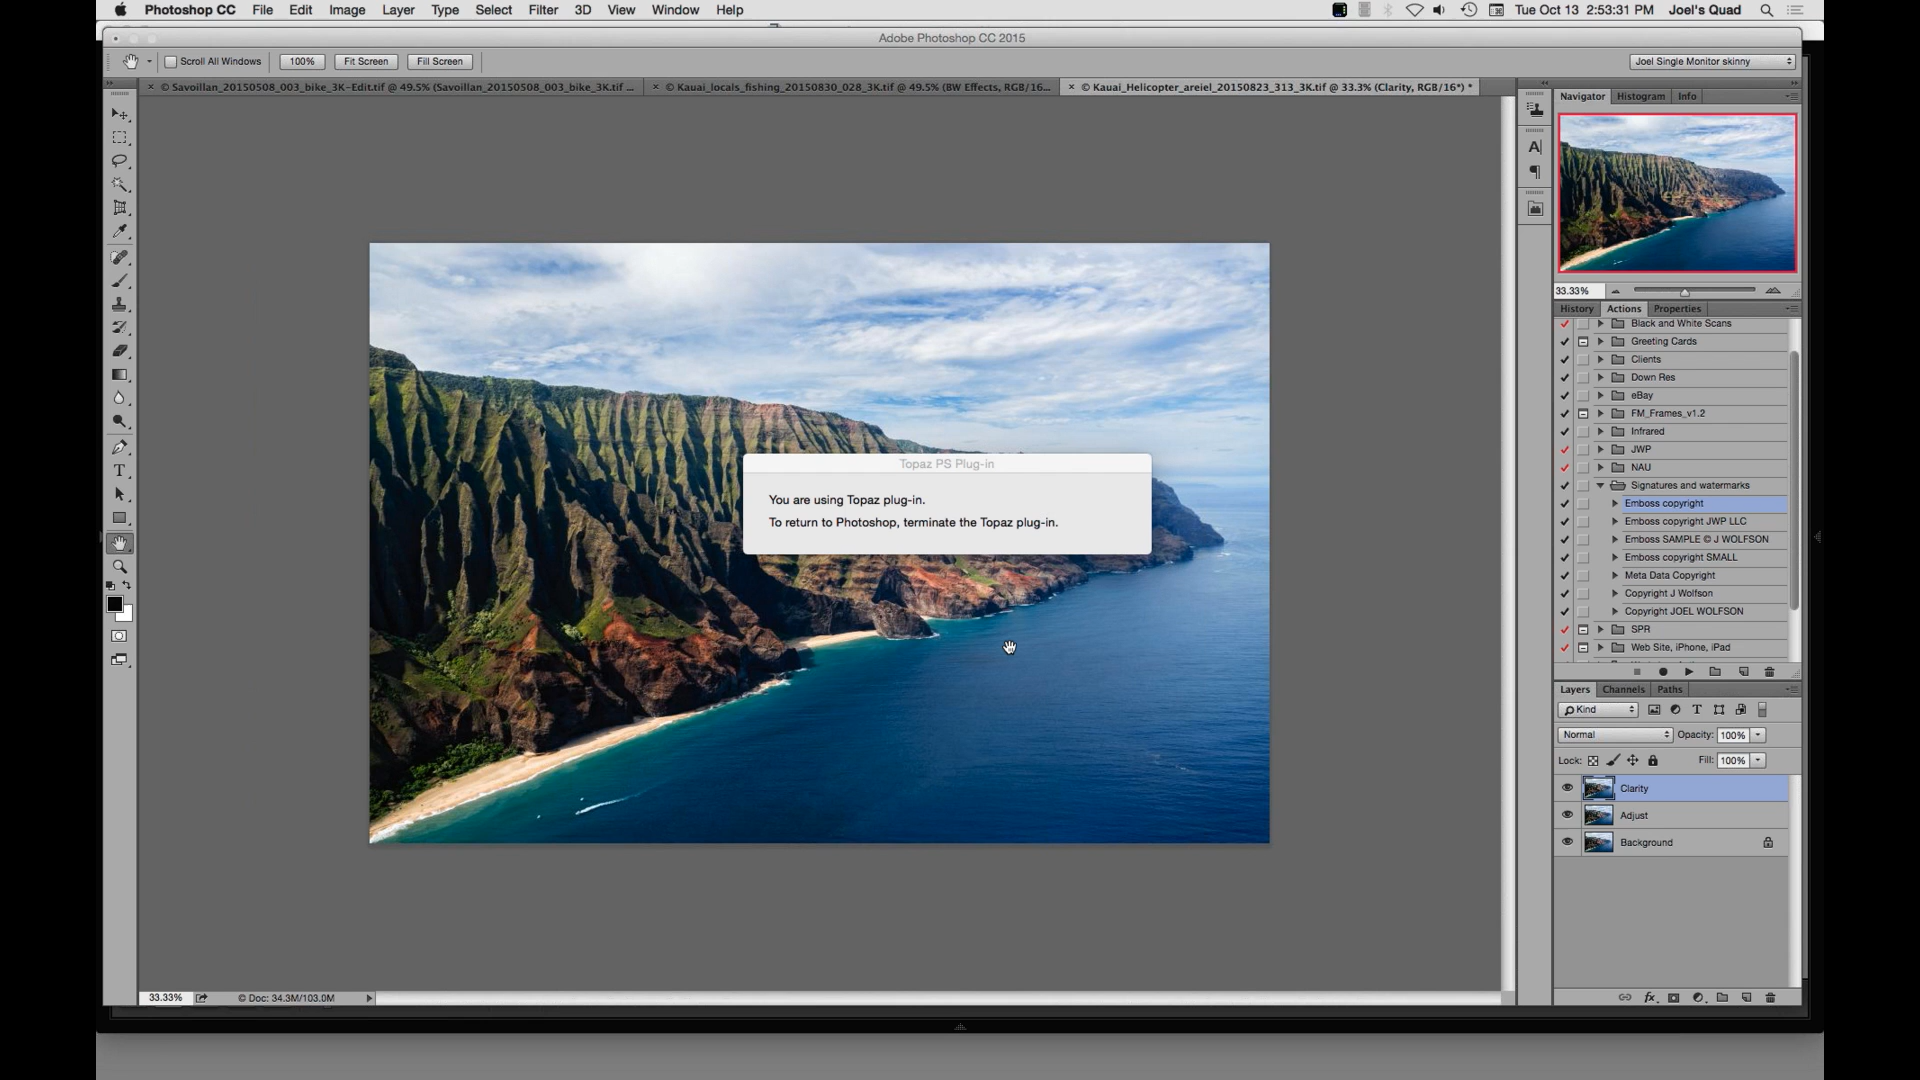 Photoshop CC File Edit Image Layer Type Select Filter 3D View Window Help Tue Oct 13 2:53:31 PM Joel's Quad
Adobe Photoshop CC 2015
Scroll All Windows 100% Fit Screen Fill Screen Joel Single Monitor skinny
× © Savoillan_20150508_003_bike_3K-Edit.tif @ 49.5% (Savoillan_20150508_003_bike_3K.tif ... × © Kauai_locals_fishing_20150830_028_3K.tif @ 49.5% (BW Effects, RGB/16... × © Kauai_Helicopter_areiel_20150823_313_3K.tif @ 33.3% (Clarity, RGB/16*) *
Navigator Histogram Info
33.33%
History Actions Properties
Black and White Scans
Greeting Cards
Clients
Down Res
eBay
FM_Frames_v1.2
Infrared
JWP
NAU
Signatures and watermarks
Emboss copyright
Emboss copyright JWP LLC
Emboss SAMPLE © J WOLFSON
Emboss copyright SMALL
Meta Data Copyright
Copyright J Wolfson
Copyright JOEL WOLFSON
SPR
Web Site, iPhone, iPad
Topaz PS Plug-in
You are using Topaz plug-in.
To return to Photoshop, terminate the Topaz plug-in.
Layers Channels Paths
Kind
Normal Opacity: 100%
Lock: Fill: 100%
Clarity
Adjust
Background
33.33% © Doc: 34.3M/103.0M